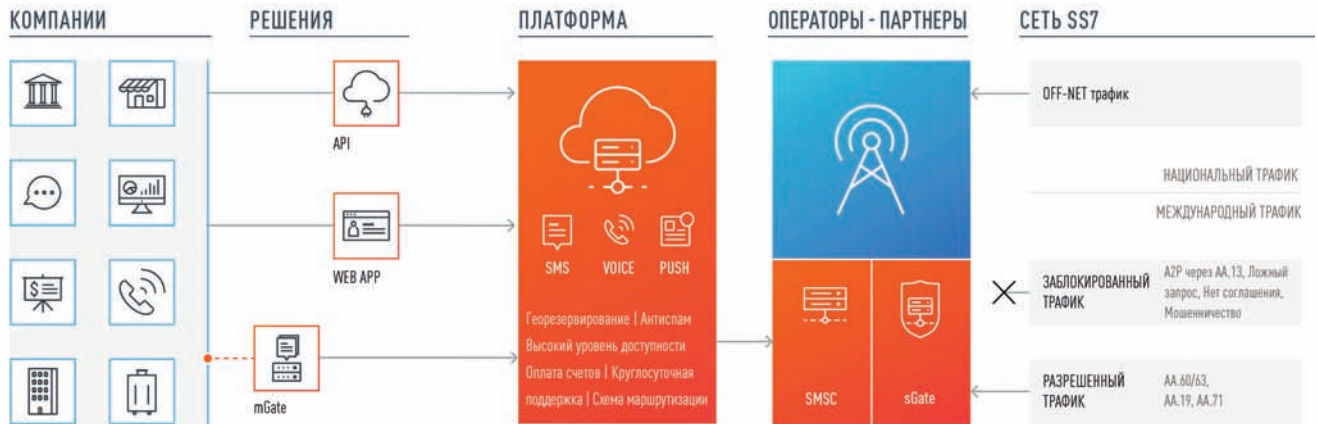 КОМПАНИИ
РЕШЕНИЯ
ПЛАТФОРМА
ОПЕРАТОРЫ - ПАРТНЕРЫ
СЕТЬ SS7
API
WEB APP
mGate
SMS
VOICE
PUSH
Георезервирование | Антиспам
Высокий уровень доступности
Оплата счетов | Круглосуточная
поддержка | Схема маршрутизации
SMSC
sGate
OFF-NET трафик
НАЦИОНАЛЬНЫЙ ТРАФИК
МЕЖДУНАРОДНЫЙ ТРАФИК
ЗАБЛОКИРОВАННЫЙ
ТРАФИК
A2P через AA.13, Ложный
запрос, Нет соглашения,
Мошенничество
РАЗРЕШЕННЫЙ
ТРАФИК
AA.60/63,
AA.19, AA.71